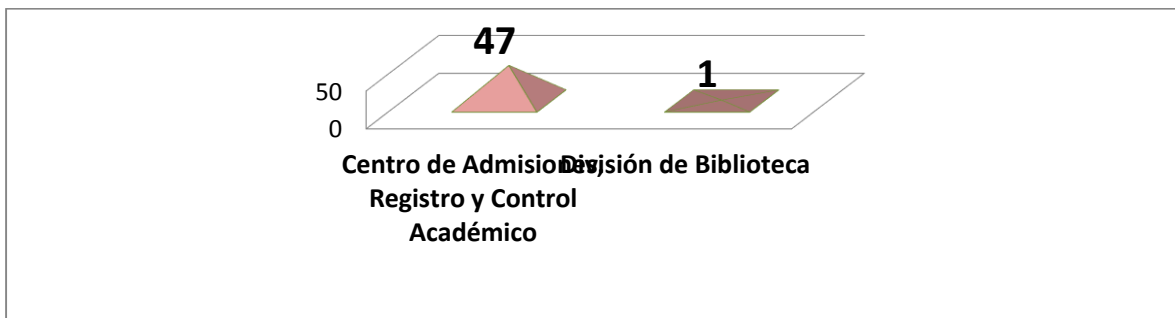 47
1
50
0
Centro de Admisiones,
Registro y Control
Académico
División de Biblioteca